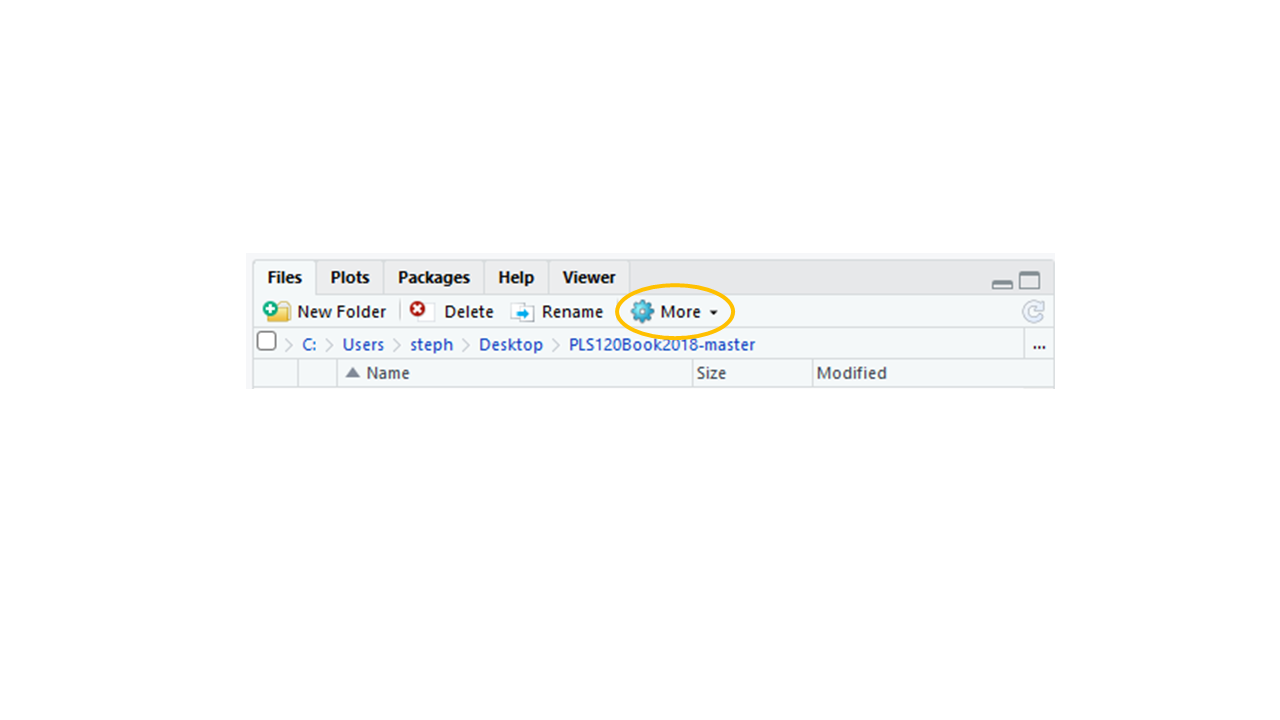 Files Plots Packages Help Viewer
New Folder Delete Rename More
C: Users steph Desktop PLS120Book2018-master ...
Name Size Modified